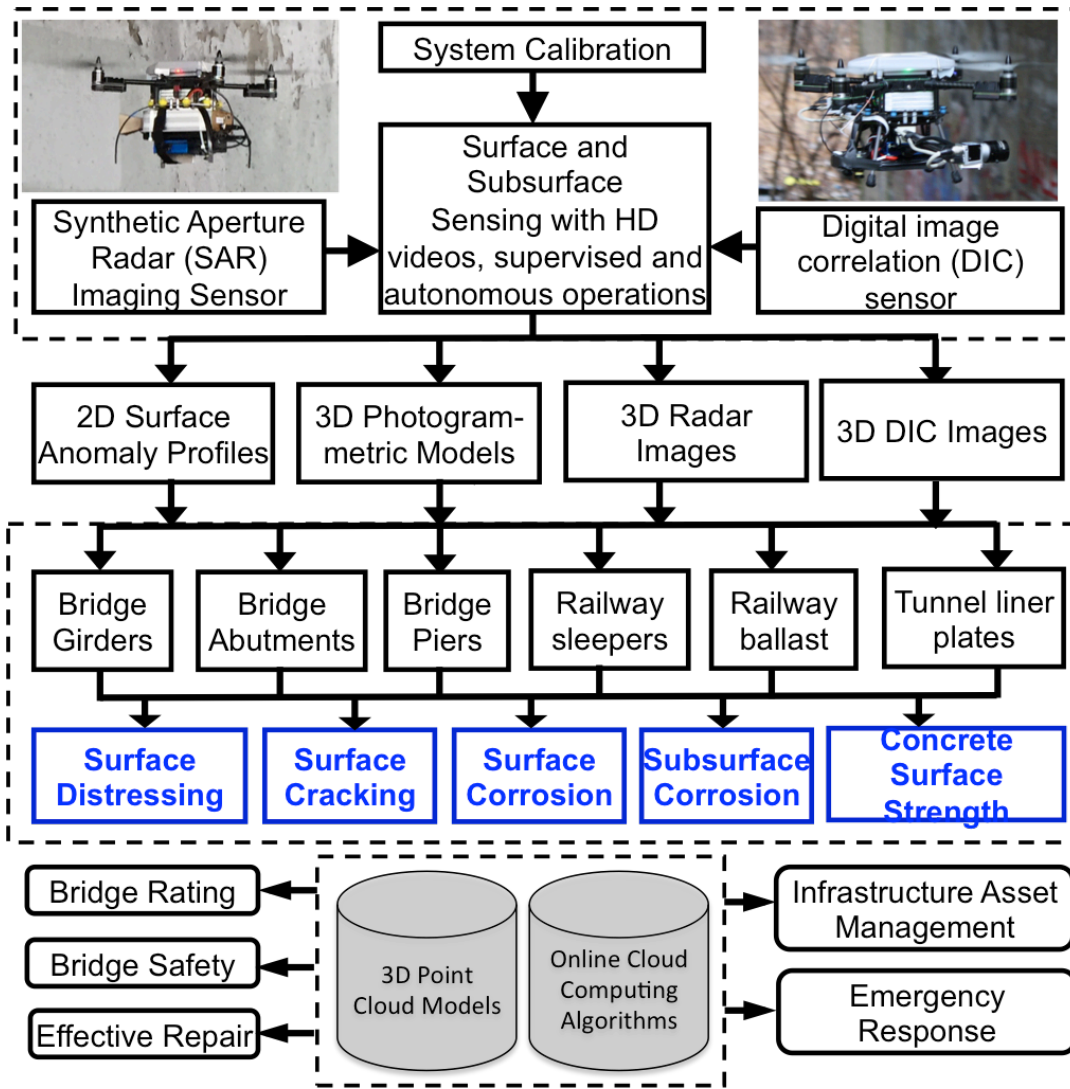 System Calibration
Surface and
Subsurface
Sensing with HD
videos, supervised and
autonomous operations
Synthetic Aperture
Radar (SAR)
Imaging Sensor
Digital image
correlation (DIC)
sensor
2D Surface
Anomaly Profiles
3D Photogram-
metric Models
3D Radar
Images
3D DIC Images
Bridge
Girders
Bridge
Abutments
Bridge
Piers
Railway
sleepers
Railway
ballast
Tunnel liner
plates
Surface
Distressing
Surface
Cracking
Surface
Corrosion
Subsurface
Corrosion
Concrete
Surface
Strength
Bridge Rating
Bridge Safety
Effective Repair
3D Point
Cloud Models
Online Cloud
Computing
Algorithms
Infrastructure Asset
Management
Emergency
Response